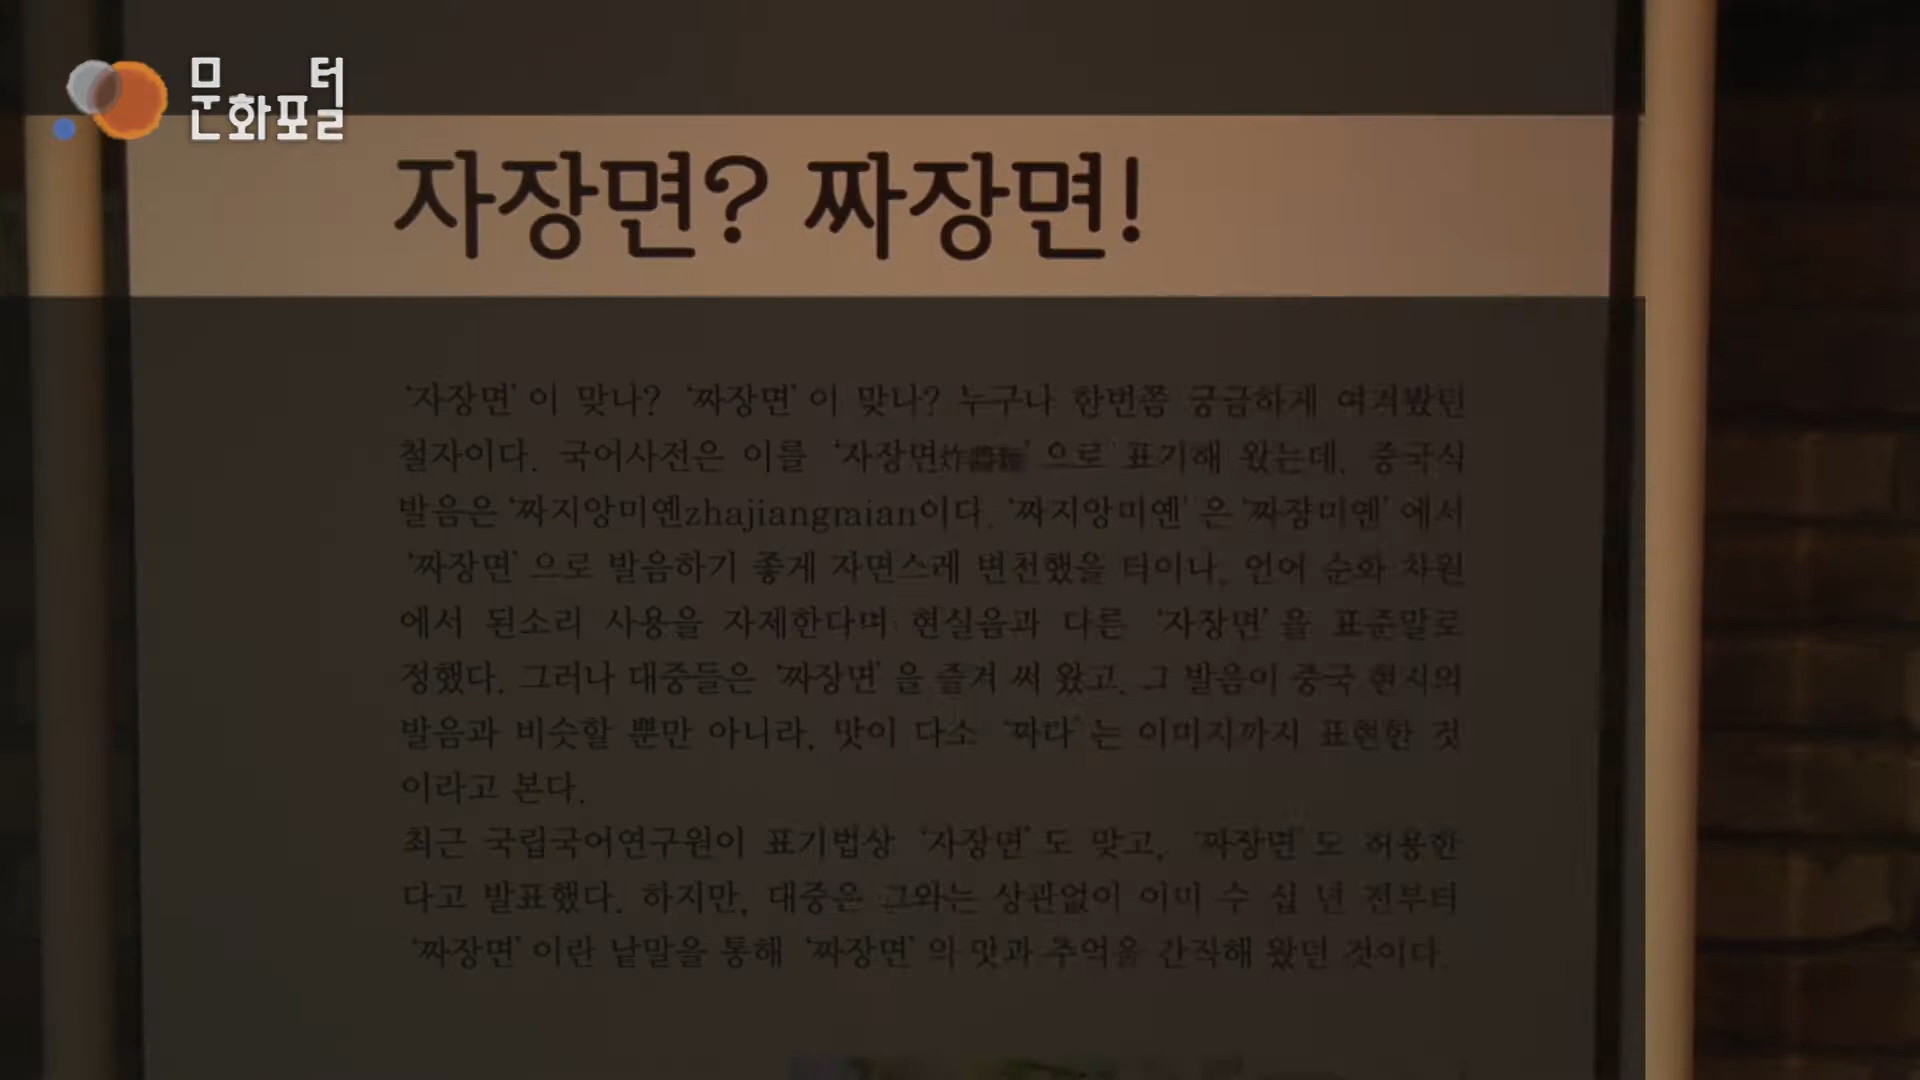 문화포털
자장면? 짜장면!
‘자장면’이 맞나? ‘짜장면’이 맞나? 누구나 한번쯤 궁금하게 여겨봤던
철자이다. 국어사전은 이를 ‘자장면炸醬麵’으로 표기해 왔는데, 중국식
발음은 ‘짜지앙미옌zhajiangmian이다. ‘짜지앙미옌’은 ‘짜쟝미옌’에서
‘짜장면’으로 발음하기 좋게 자연스레 변천했을 터이나, 언어 순화 차원
에서 된소리 사용을 자제한다며 현실음과 다른 ‘자장면’을 표준말로
정했다. 그러나 대중들은 ‘짜장면’을 즐겨 써 왔고, 그 발음이 중국 현지의
발음과 비슷할 뿐만 아니라, 맛이 다소 ‘짜다’는 이미지까지 표현한 것
이라고 본다.
최근 국립국어연구원이 표기법상 ‘자장면’도 맞고, ‘짜장면’도 허용한
다고 발표했다. 하지만, 대중은 그와는 상관없이 이미 수 십 년 전부터
‘짜장면’이란 낱말을 통해 ‘짜장면’의 맛과 추억을 간직해 왔던 것이다.